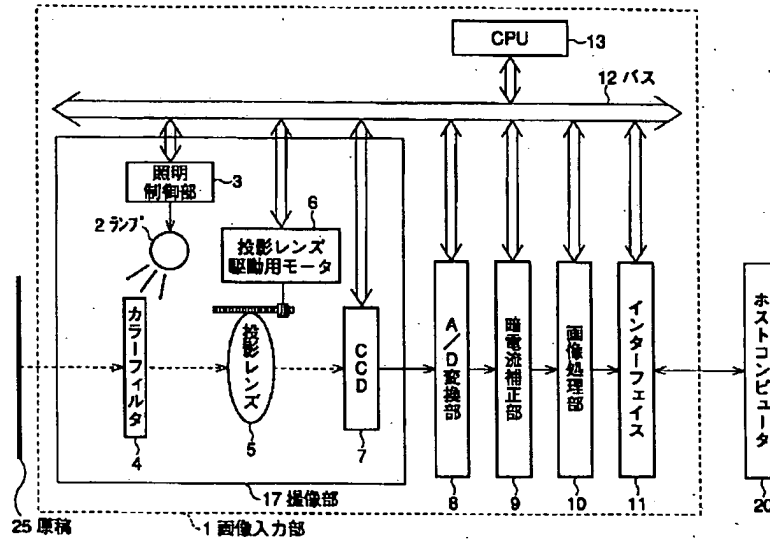 CPU
13
12 バス
照明
制御部
3
2 ランプ
6
投影レンズ
駆動用モータ
カラーフィルタ
投影レンズ
CCD
A/D変換部
暗電流補正部
画像処理部
インターフェイス
ホストコンピュータ
4
5
7
8
9
10
11
20
17 撮像部
25 原稿
1 画像入力部